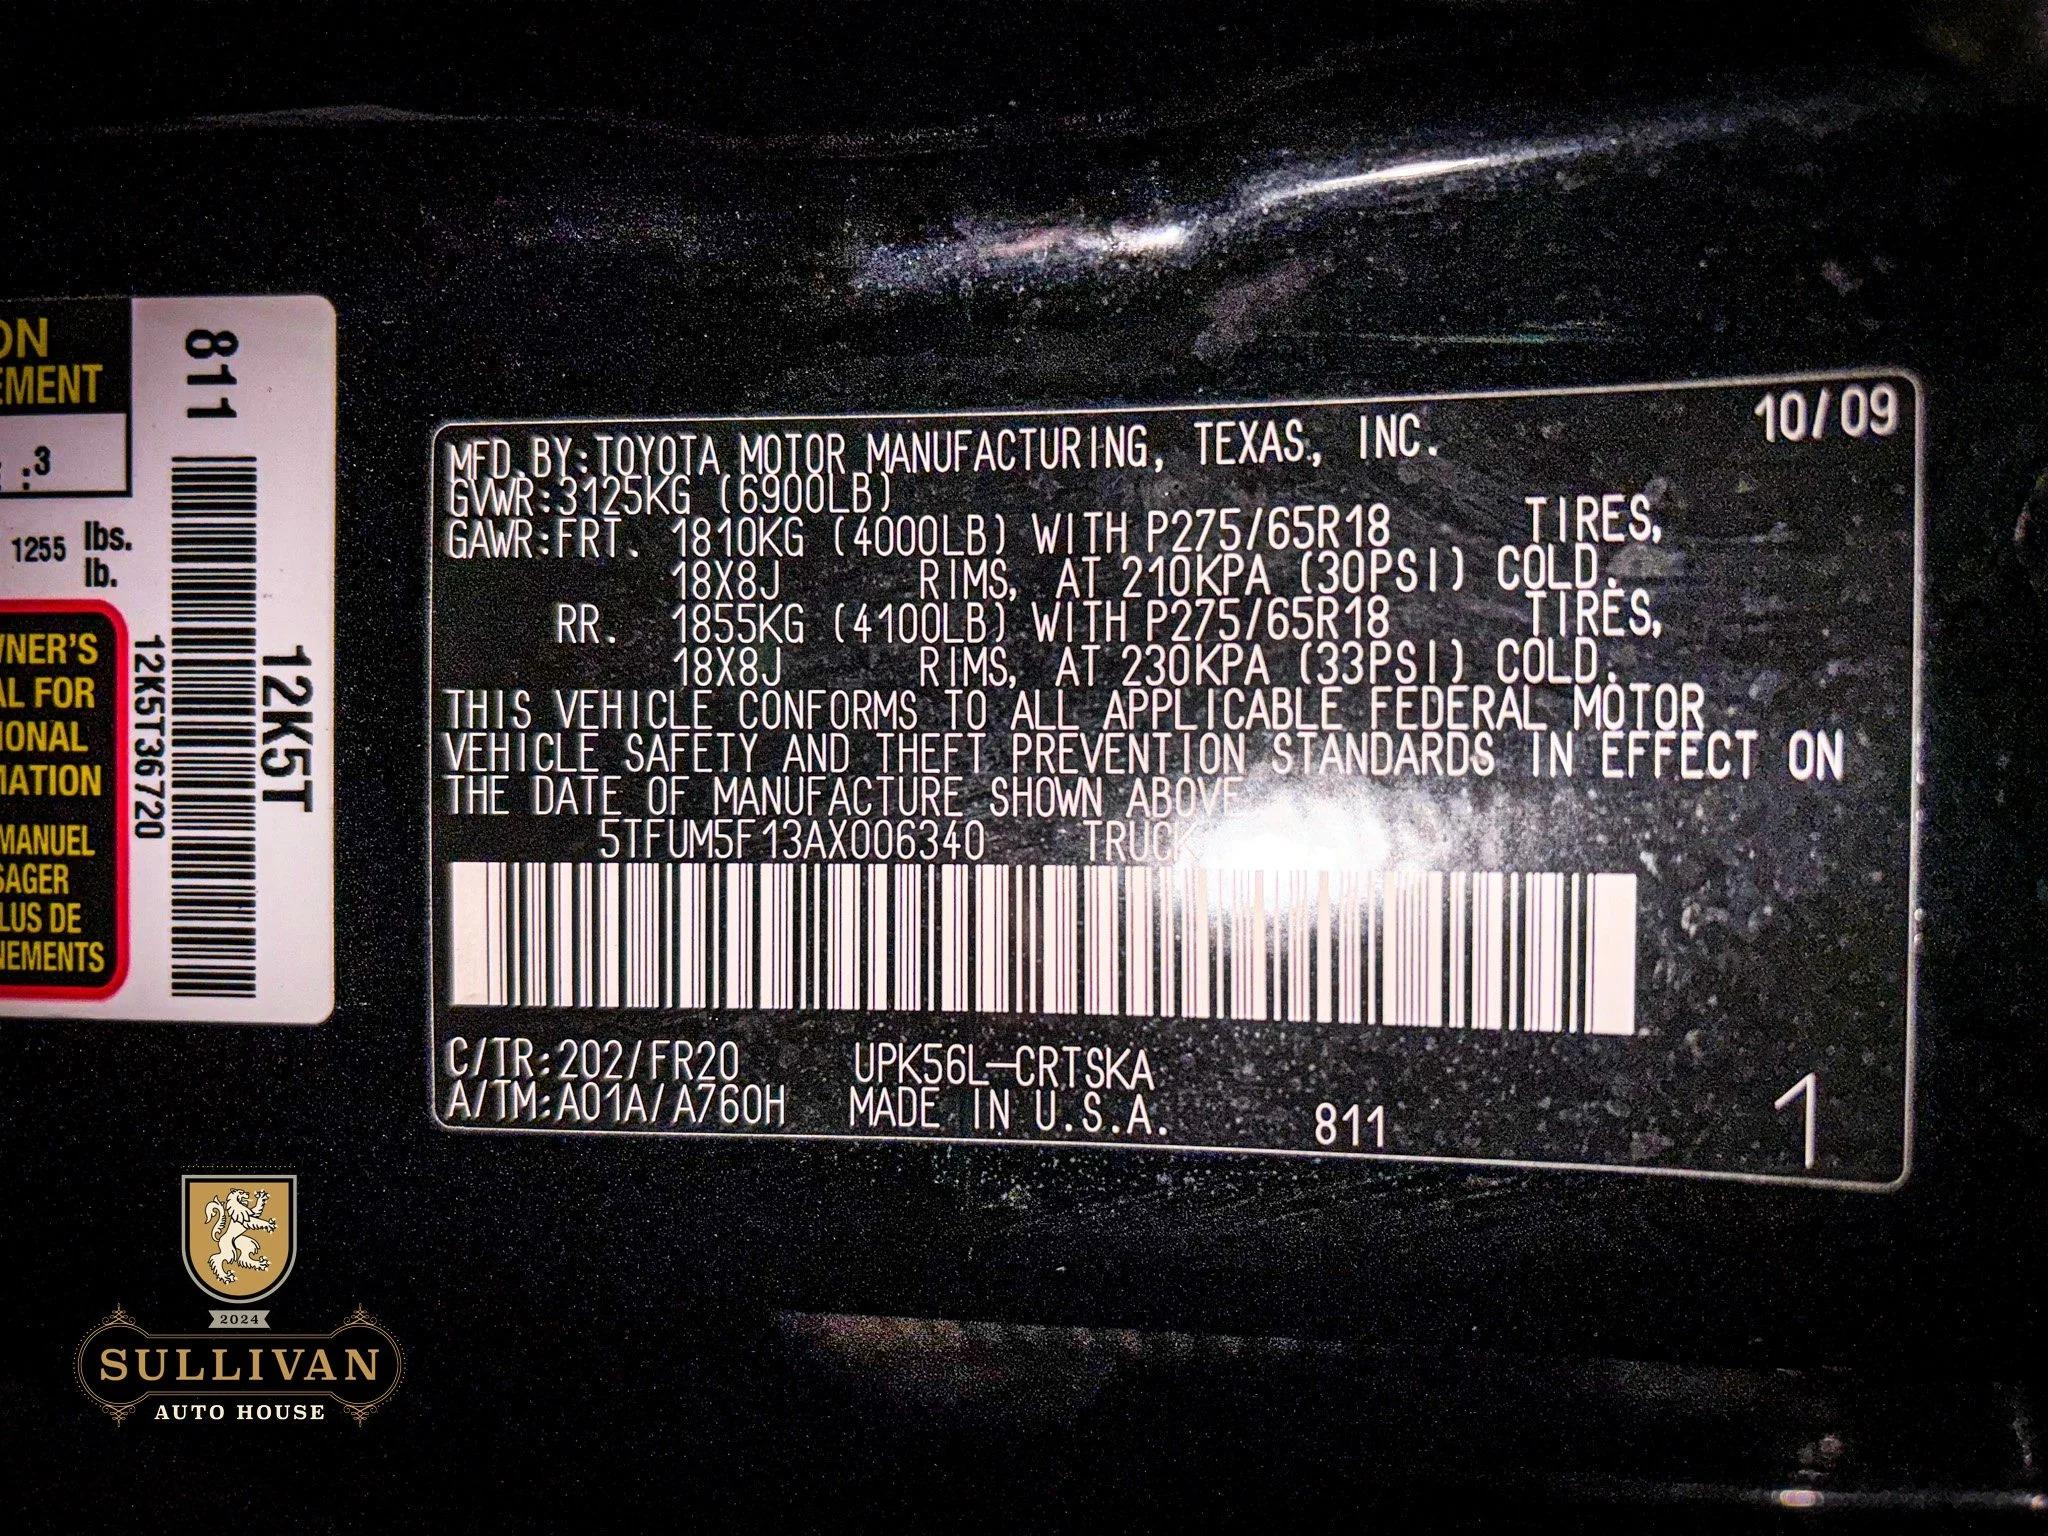 ON
EMENT
.3
1255 lbs.
lb.
NER'S
AL FOR
IONAL
MATION
MANUEL
SAGER
LUS DE
NEMENTS
811
12K5T36720
12K5T
10/09
MFD.BY:TOYOTA MOTOR MANUFACTURING, TEXAS., INC.
GVWR:3125KG (6900LB)
GAWR:FRT. 1810KG (4000LB) WITH P275/65R18 TIRES,
18X8J RIMS, AT 210KPA (30PSI) COLD.
RR. 1855KG (4100LB) WITH P275/65R18 TIRES,
18X8J RIMS, AT 230KPA (33PSI) COLD.
THIS VEHICLE CONFORMS TO ALL APPLICABLE FEDERAL MOTOR
VEHICLE SAFETY AND THEFT PREVENTION STANDARDS IN EFFECT ON
THE DATE OF MANUFACTURE SHOWN ABOVE
5TFUM5F13AX006340 TRUCK
C/TR:202/FR20 UPK56L-CRTSKA
A/TM:A01A/A760H MADE IN U.S.A. 811
1
2024
SULLIVAN
AUTO HOUSE